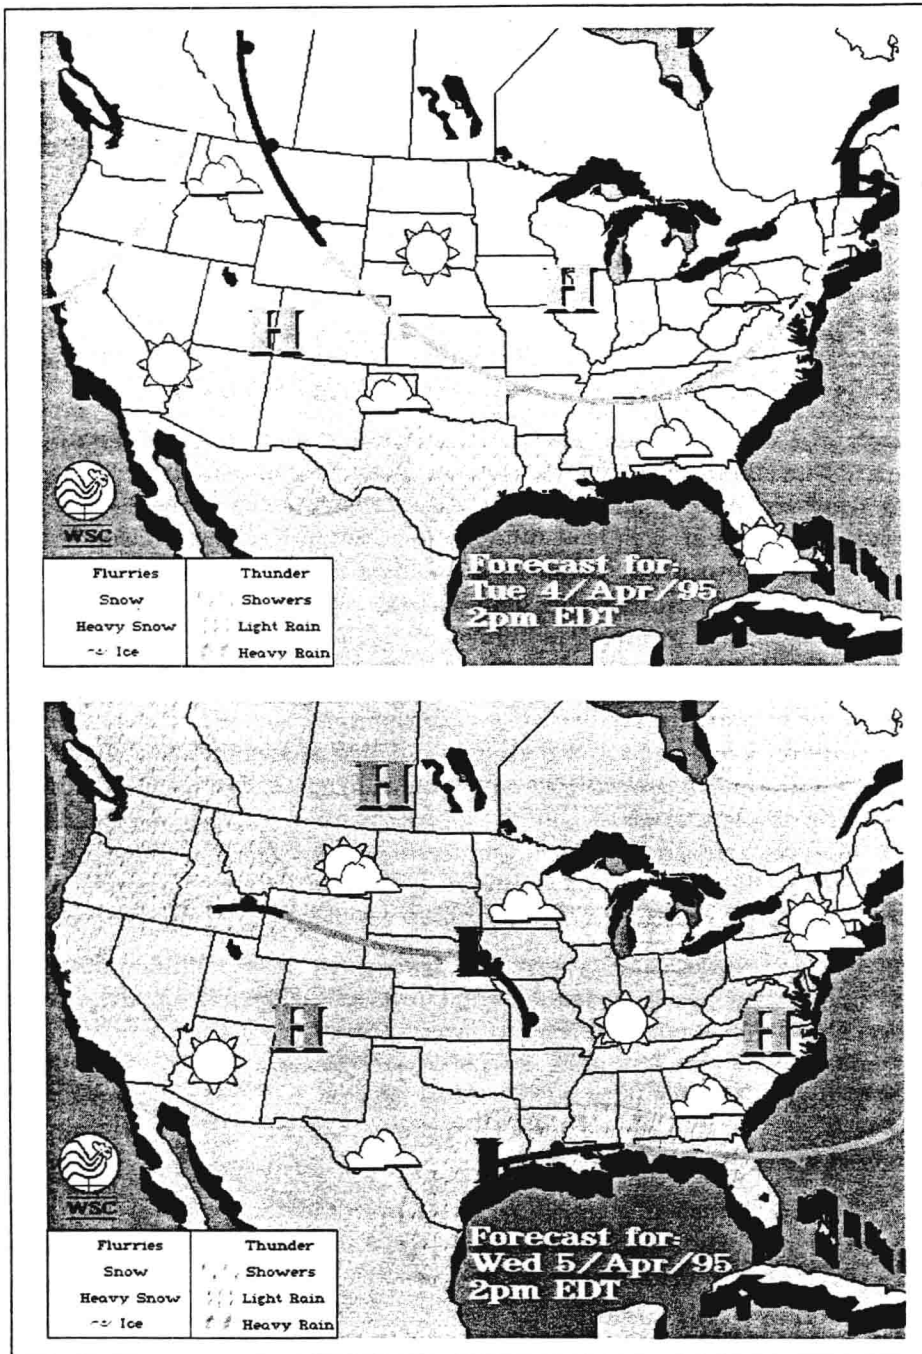 L
H
H
WSC
Forecast for:
Tue 4/Apr/95
2pm EDT
Flurries Thunder
Snow Showers
Heavy Snow Light Rain
Ice Heavy Rain
H
L
H
H
L
WSC
Forecast for:
Wed 5/Apr/95
2pm EDT
Flurries Thunder
Snow Showers
Heavy Snow Light Rain
Ice Heavy Rain